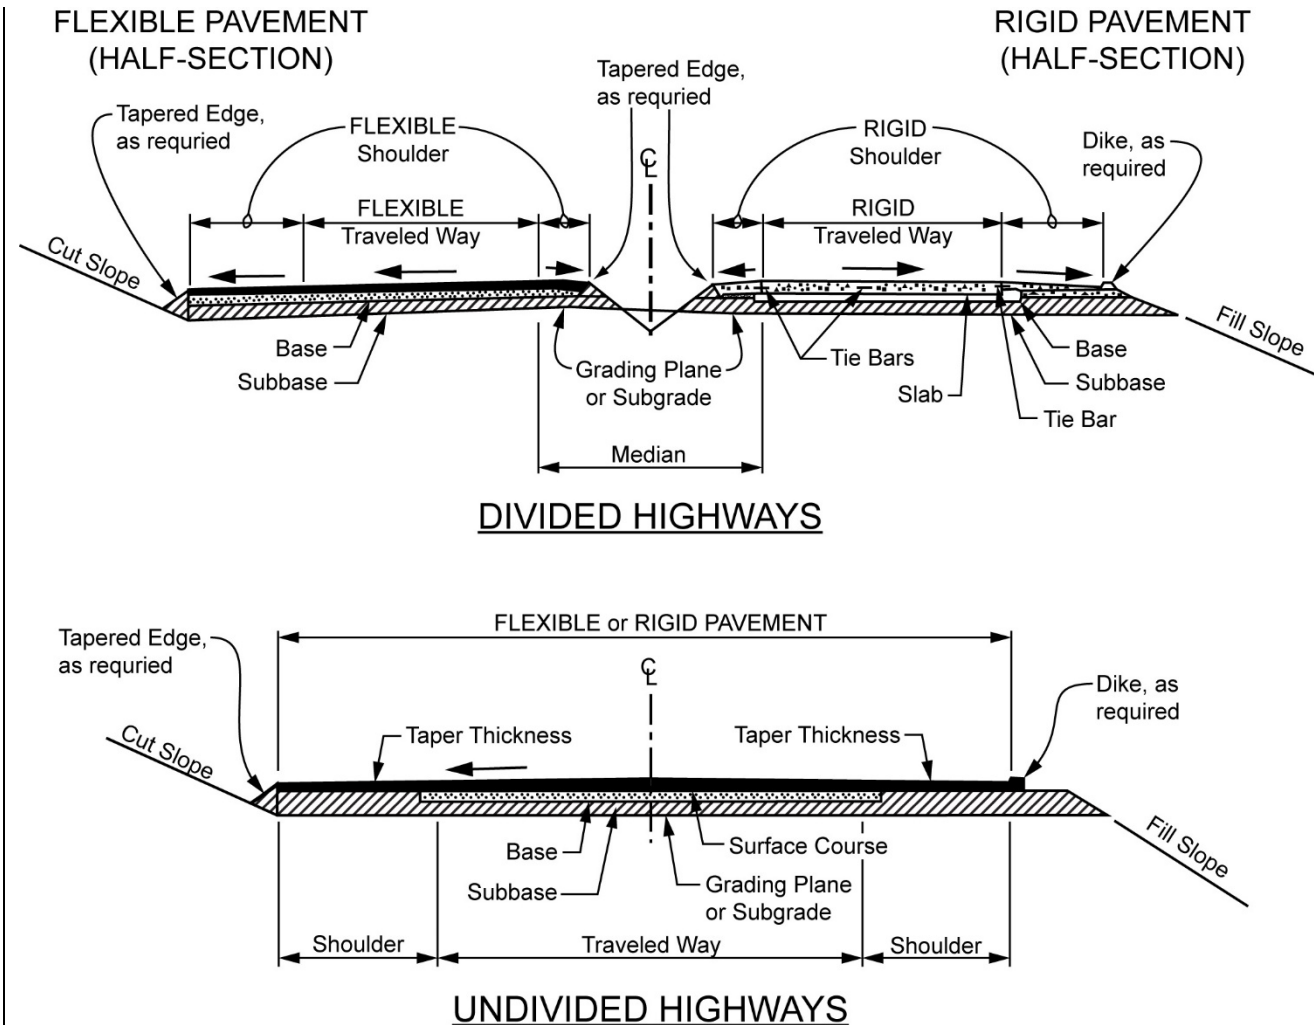 FLEXIBLE PAVEMENT
(HALF-SECTION)
RIGID PAVEMENT
(HALF-SECTION)
Tapered Edge,
as requried
Tapered Edge,
as requried
FLEXIBLE
Shoulder
RIGID
Shoulder
Dike, as
required
℄
FLEXIBLE
Traveled Way
RIGID
Traveled Way
Cut Slope
Fill Slope
Base
Subbase
Grading Plane
or Subgrade
Tie Bars
Slab
Base
Subbase
Tie Bar
Median
DIVIDED HIGHWAYS
FLEXIBLE or RIGID PAVEMENT
Tapered Edge,
as requried
℄
Dike, as
required
Cut Slope
Taper Thickness
Taper Thickness
Base
Surface Course
Subbase
Grading Plane
or Subgrade
Fill Slope
Shoulder
Traveled Way
Shoulder
UNDIVIDED HIGHWAYS